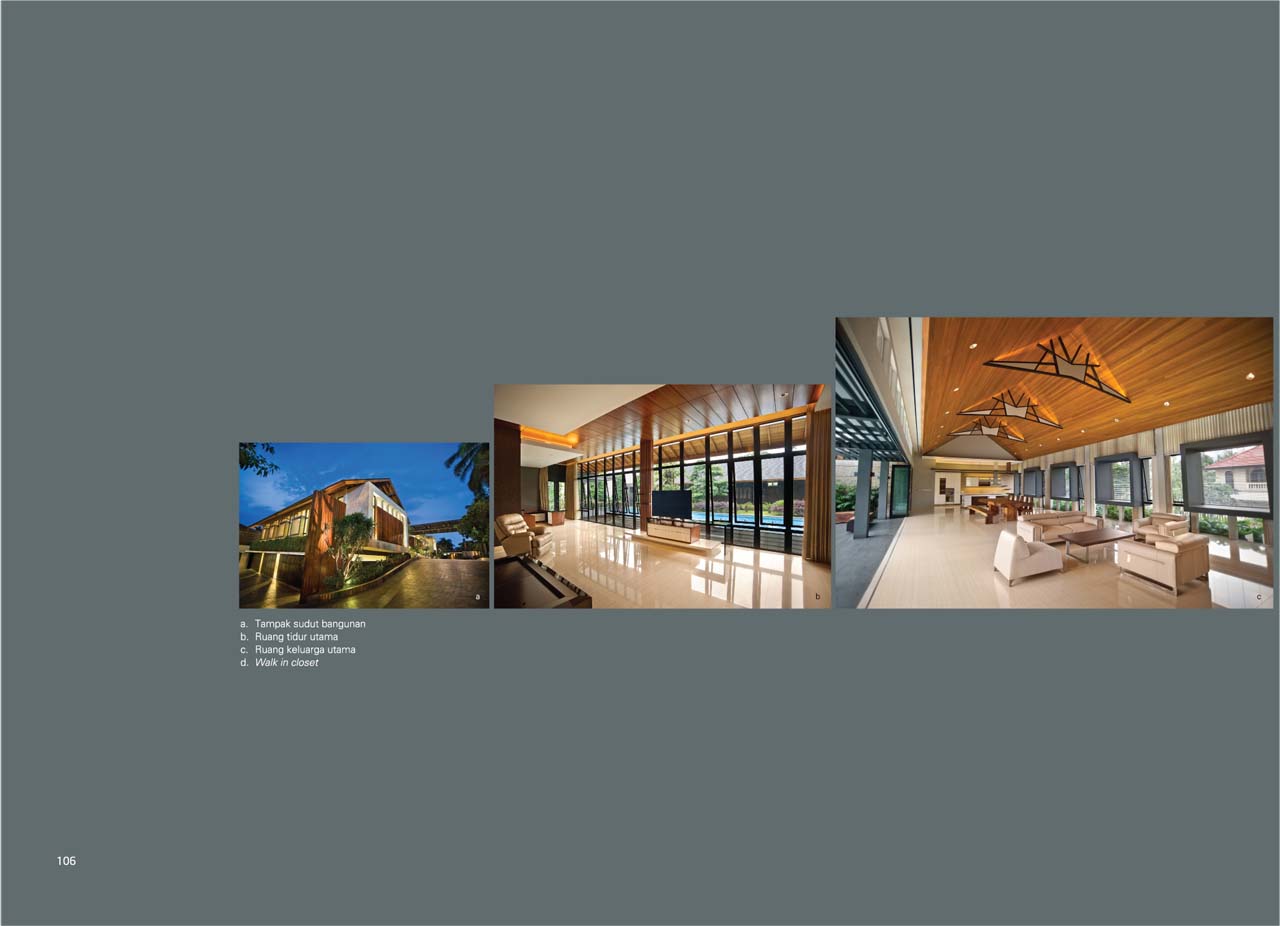 a
b
c
a. Tampak sudut bangunan
b. Ruang tidur utama
c. Ruang keluarga utama
d. Walk in closet
106